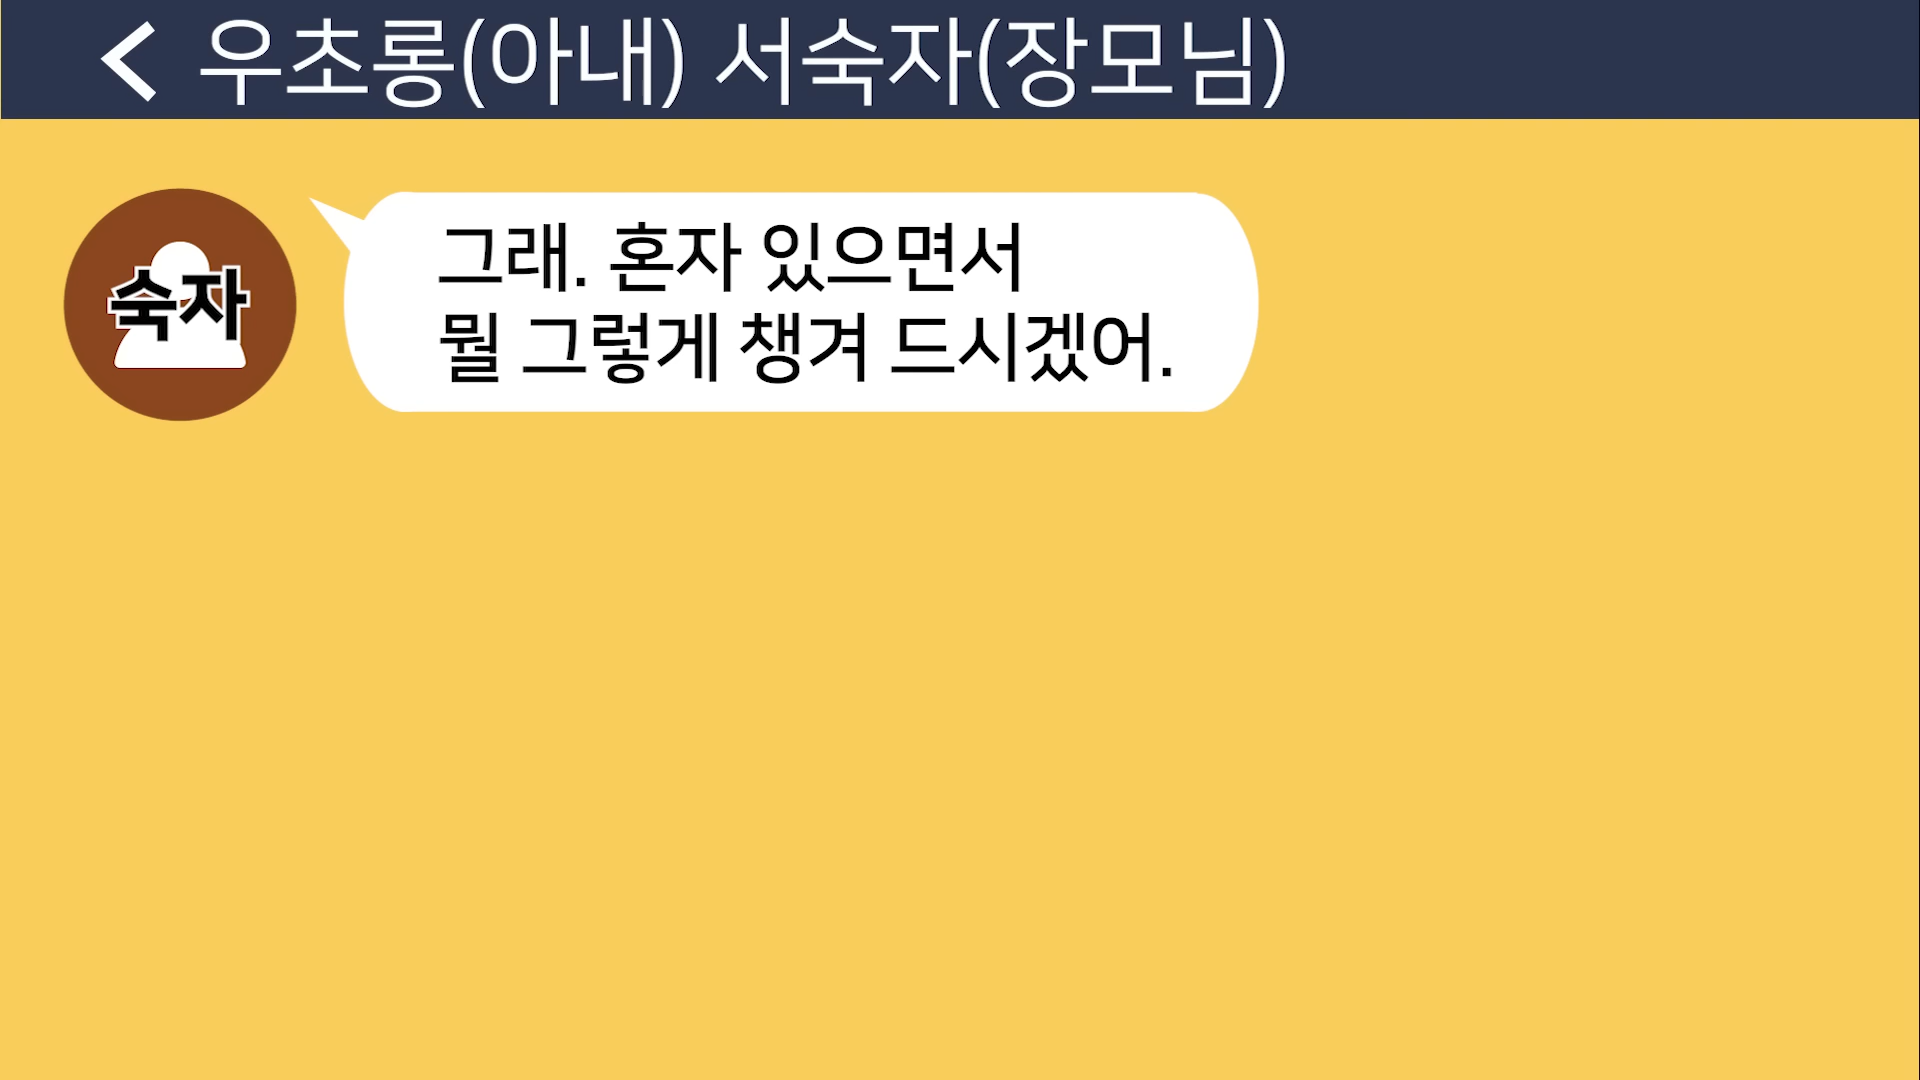 우초롱(아내) 서숙자(장모님)
숙자
그래. 혼자 있으면서
뭘 그렇게 챙겨 드시겠어.